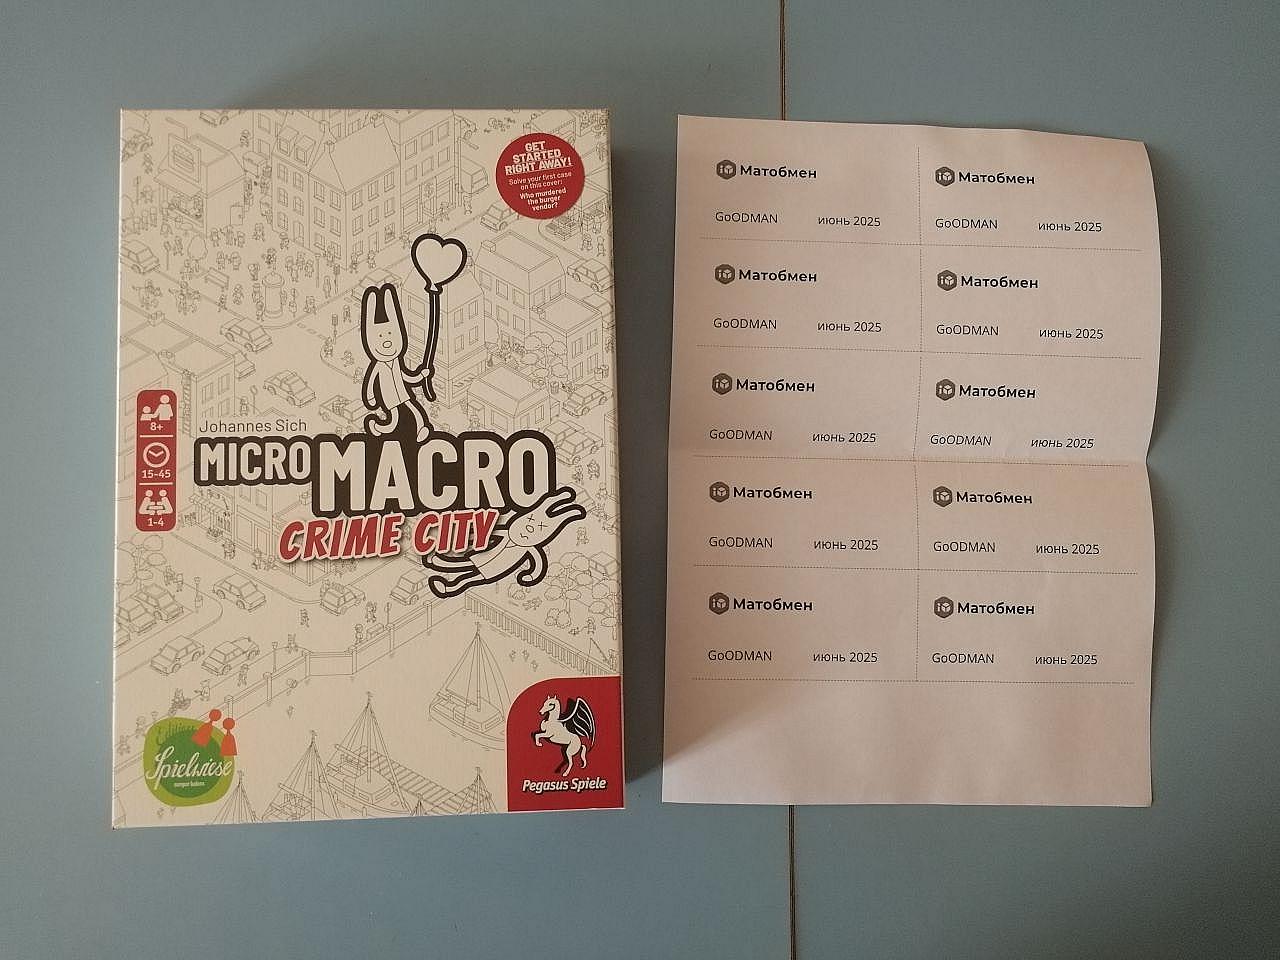 GET
STARTED
RIGHT AWAY!
Solve your first case
on this cover:
Who murdered
the burger
vendor?
8+
15-45
1-4
Johannes Sich
MICRO MACRO
CRIME CITY
Edition
Spielwiese
Pegasus Spiele
Матобмен
GoODMAN июнь 2025
Матобмен
GoODMAN июнь 2025
Матобмен
GoODMAN июнь 2025
Матобмен
GoODMAN июнь 2025
Матобмен
GoODMAN июнь 2025
Матобмен
GoODMAN июнь 2025
Матобмен
GoODMAN июнь 2025
Матобмен
GoODMAN июнь 2025
Матобмен
GoODMAN июнь 2025
Матобмен
GoODMAN июнь 2025